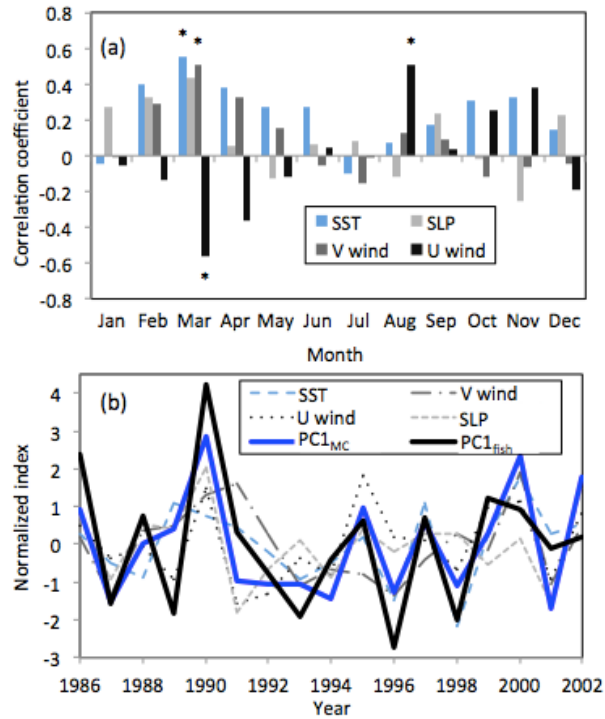 (a)
* * *
0.8
0.6
0.4
0.2
0
-0.2
-0.4
-0.6
-0.8
Correlation coefficient
SST SLP
V wind U wind
*
Jan Feb Mar Apr May Jun Jul Aug Sep Oct Nov Dec
Month
(b)
4
3
2
1
0
-1
-2
-3
Normalized index
SST V wind
U wind SLP
PC1MC PC1fish
1986 1988 1990 1992 1994 1996 1998 2000 2002
Year